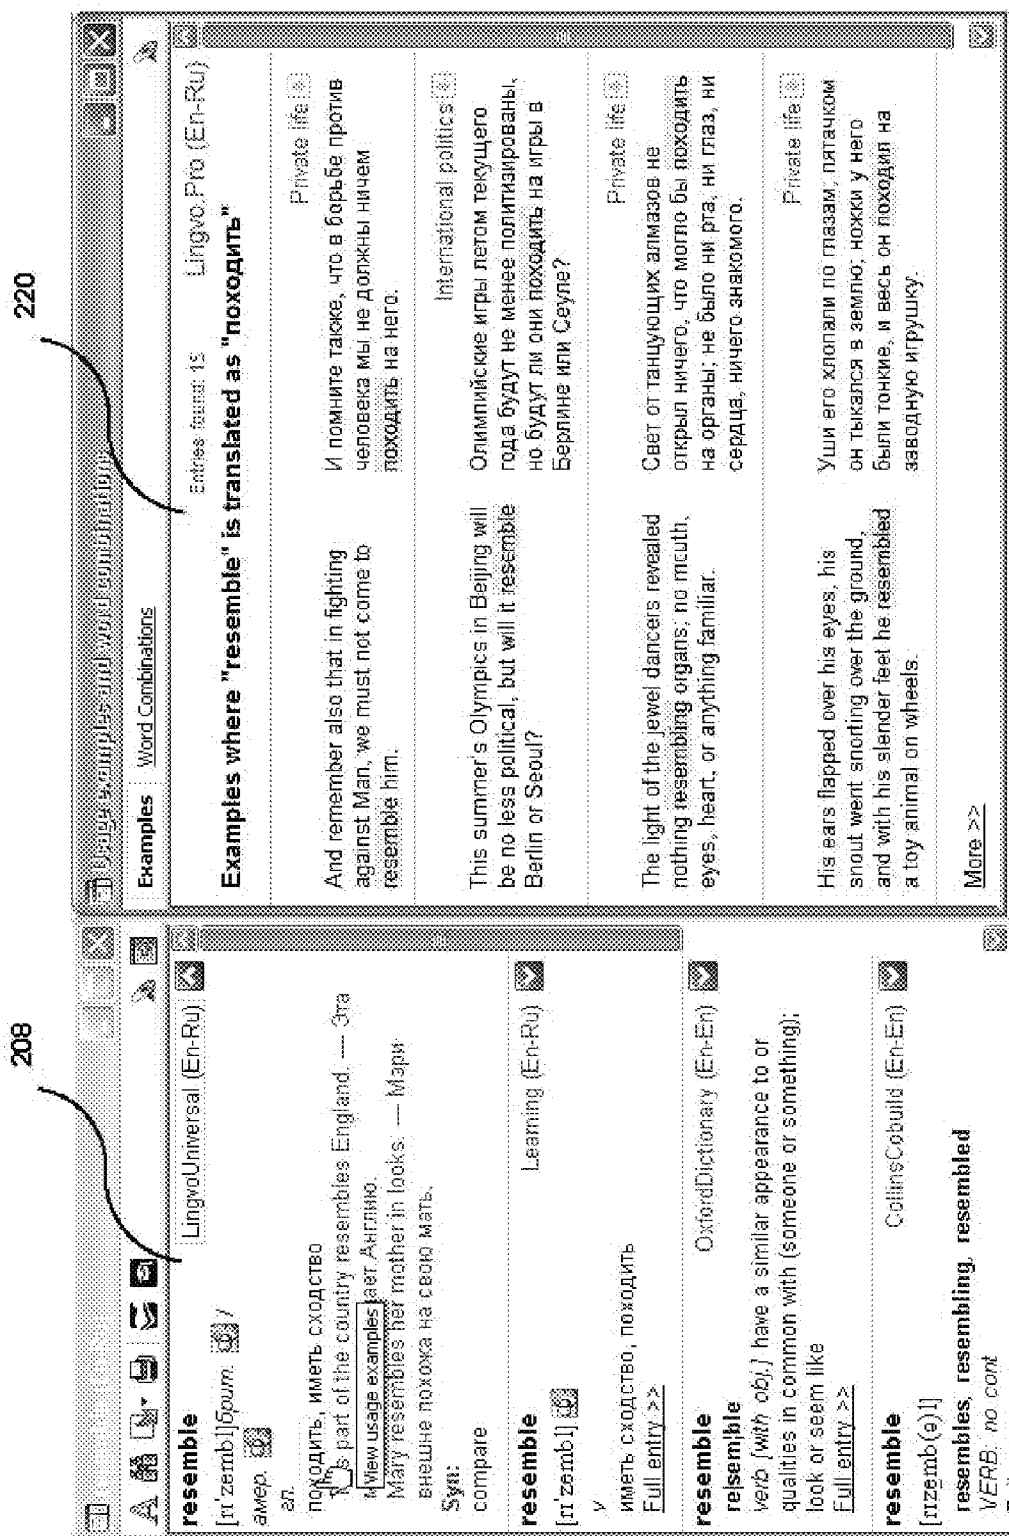 208
220
resemble
LingvoUniversal (En-Ru)
[rɪ'zembl] брит.
амер.
гл.
походить, иметь сходство
part of the country resembles England. — Эта
View usage examples
ает Англию.
Mary resembles her mother in looks. — Мэри
внешне похожа на свою мать.
Syn:
compare
resemble
Learning (En-Ru)
[rɪ'zembl]
v
иметь сходство, походить
Full entry >>
resemble
OxfordDictionary (En-En)
re|sem¦ble
verb [with obj.] have a similar appearance to or
qualities in common with (someone or something);
look or seem like
Full entry >>
resemble
CollinsCobuild (En-En)
[rɪzemb(ə)l]
resembles, resembling, resembled
VERB: no cont
Usage examples and word combinations
Examples
Word Combinations
Entries found: 15
Lingvo.Pro (En-Ru)
Examples where "resemble" is translated as "походить"
Private life
And remember also that in fighting
against Man, we must not come to
resemble him.
И помните также, что в борьбе против
человека мы не должны ничем
походить на него.
International politics
This summer's Olympics in Beijing will
be no less political, but will it resemble
Berlin or Seoul?
Олимпийские игры летом текущего
года будут не менее политизированы,
но будут ли они походить на игры в
Берлине или Сеуле?
Private life
The light of the jewel dancers revealed
nothing resembling organs; no mouth,
eyes, heart, or anything familiar.
Свет от танцующих алмазов не
открыл ничего, что могло бы походить
на органы; не было ни рта, ни глаз, ни
сердца, ничего знакомого.
Private life
His ears flapped over his eyes, his
snout went snorting over the ground,
and with his slender feet he resembled
a toy animal on wheels.
Уши его хлопали по глазам; пятачком
он тыкался в землю; ножки у него
были тонкие, и весь он походил на
заводную игрушку.
More >>